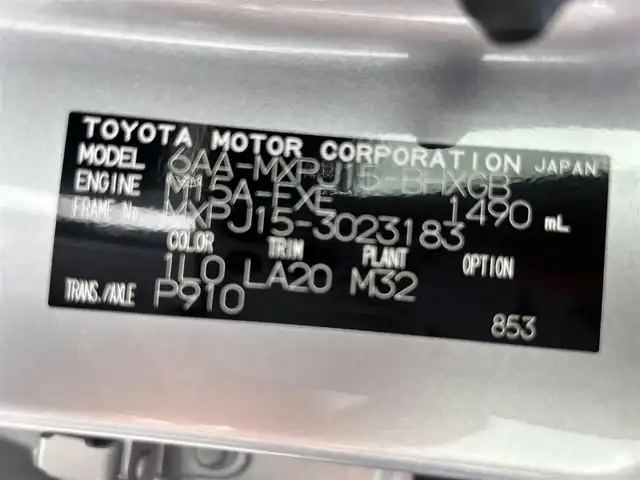 TOYOTA MOTOR CORPORATION JAPAN
MODEL 6AA-MXPJ15 BHXGB
ENGINE M15A-FXE 1490 mL
FRAME No. MXPJ15-3023183
COLOR TRIM PLANT OPTION
1L0 LA20 M32
TRANS./AXLE P910 853